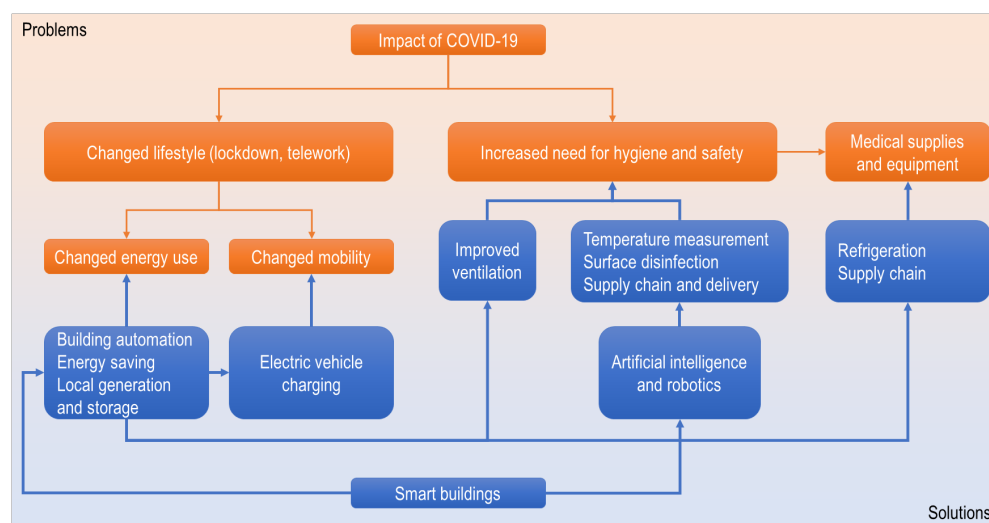 Problems
Impact of COVID-19
Changed lifestyle (lockdown, telework)
Increased need for hygiene and safety
Medical supplies
and equipment
Changed energy use
Changed mobility
Improved
ventilation
Temperature measurement
Surface disinfection
Supply chain and delivery
Refrigeration
Supply chain
Building automation
Energy saving
Local generation
and storage
Electric vehicle
charging
Artificial intelligence
and robotics
Smart buildings
Solutions